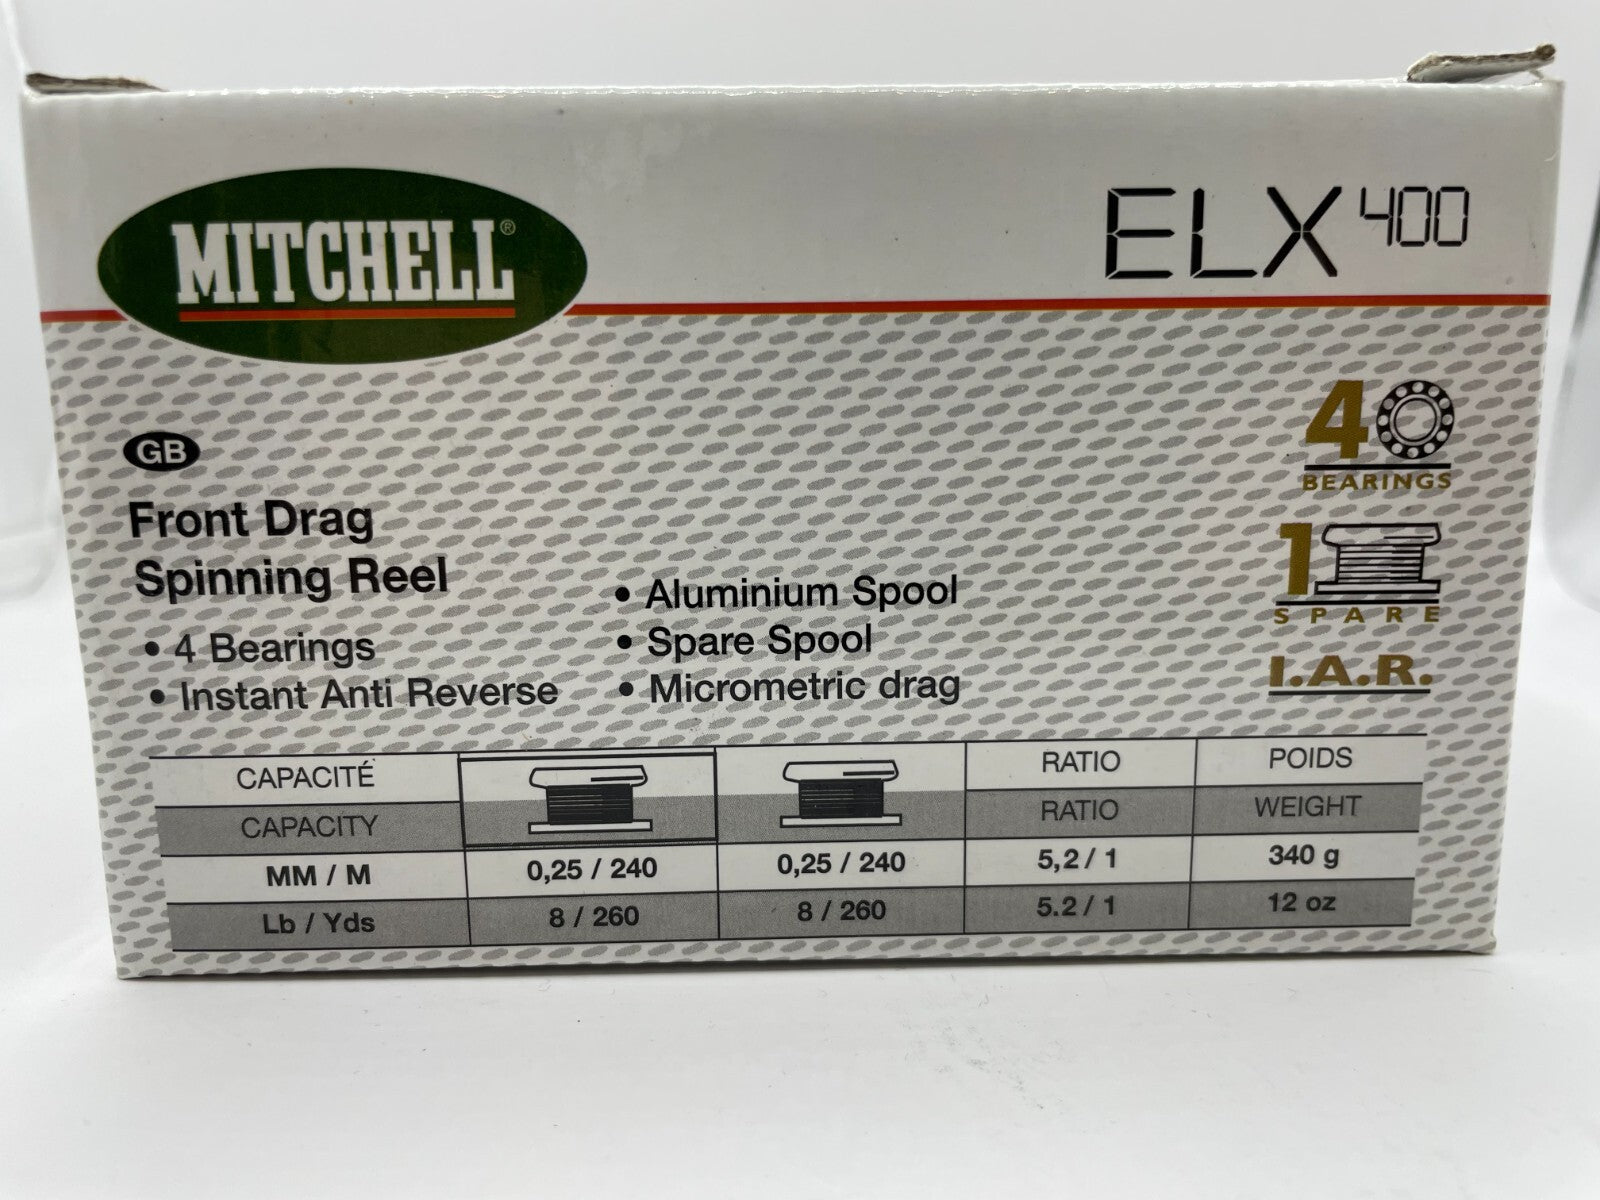 MITCHELL®
ELX 400
4
BEARINGS
1
SPARE
I.A.R.
GB
Front Drag
Spinning Reel
• 4 Bearings
• Instant Anti Reverse
• Aluminium Spool
• Spare Spool
• Micrometric drag
CAPACITÉ RATIO POIDS
CAPACITY RATIO WEIGHT
MM / M 0,25 / 240 0,25 / 240 5,2 / 1 340 g
Lb / Yds 8 / 260 8 / 260 5.2 / 1 12 oz